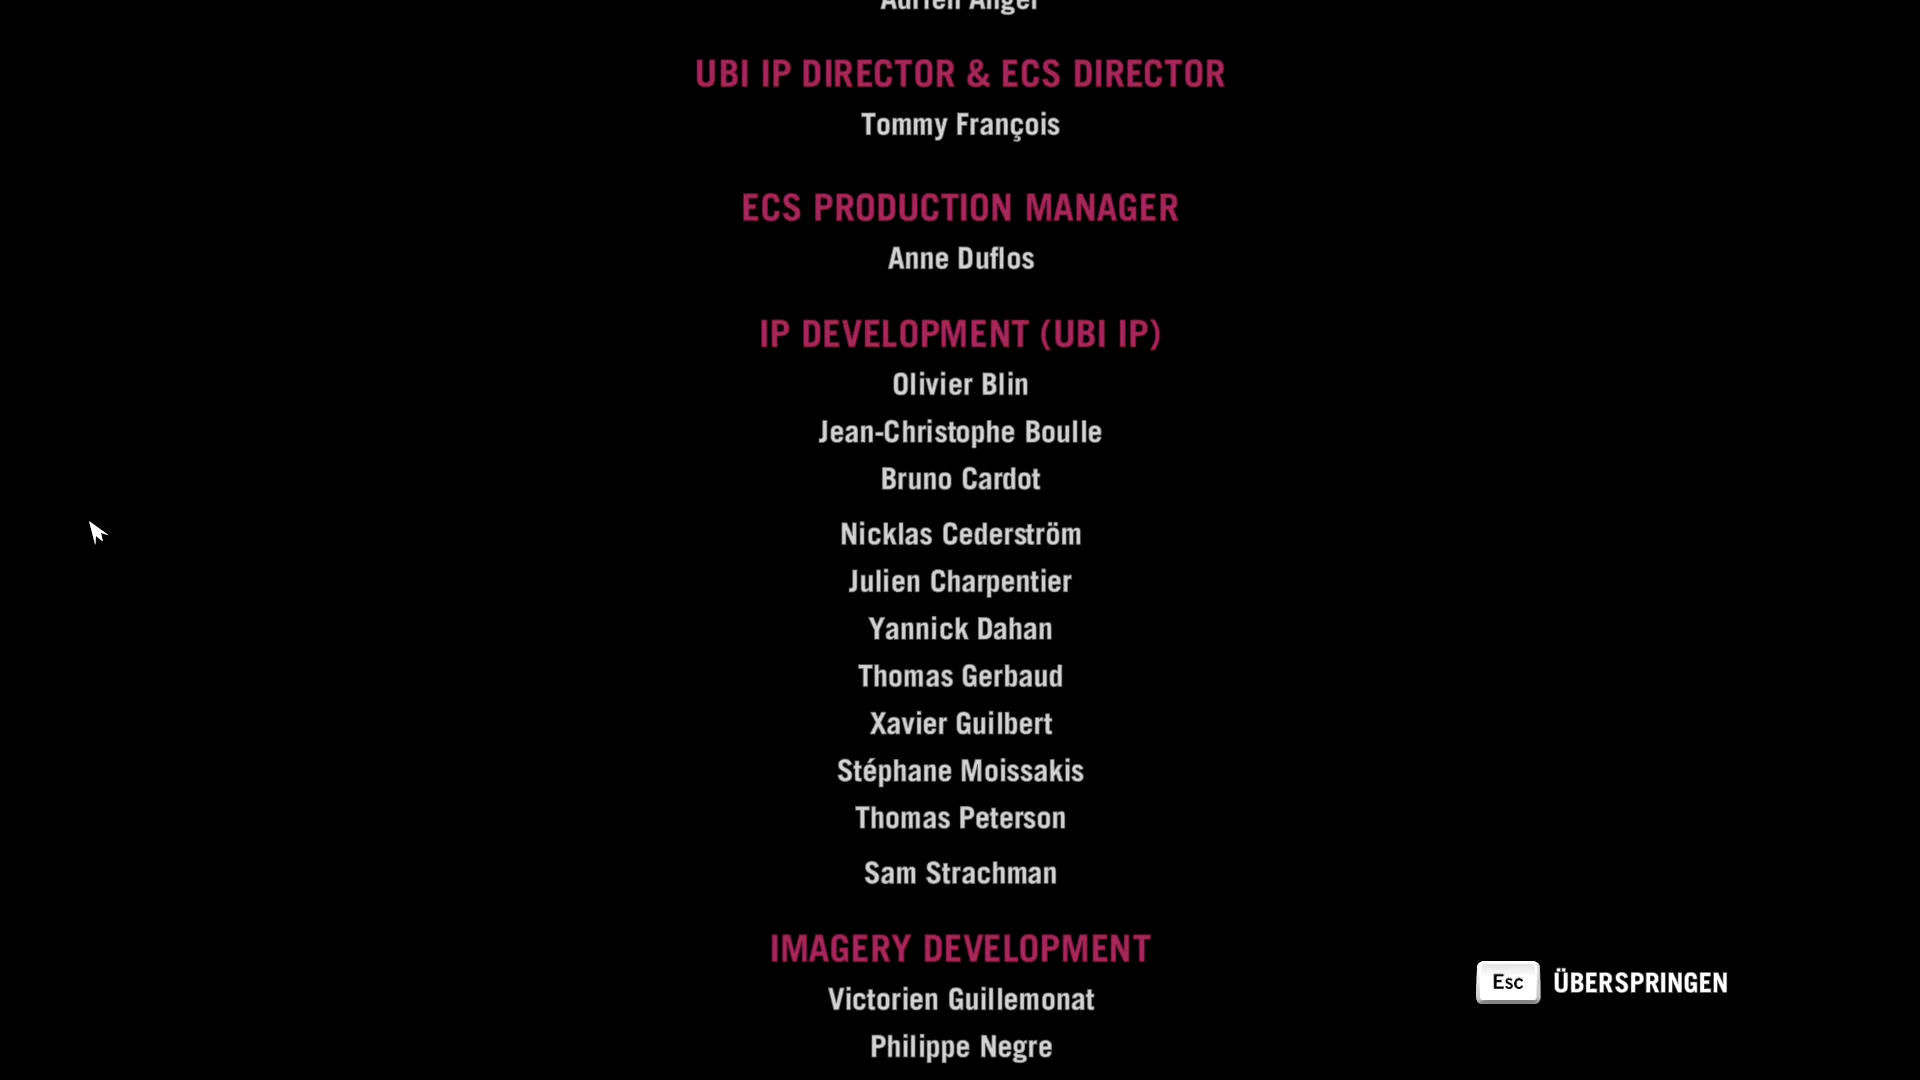 Adrien Anger
UBI IP DIRECTOR & ECS DIRECTOR
Tommy François
ECS PRODUCTION MANAGER
Anne Duflos
IP DEVELOPMENT (UBI IP)
Olivier Blin
Jean-Christophe Boulle
Bruno Cardot
Nicklas Cederström
Julien Charpentier
Yannick Dahan
Thomas Gerbaud
Xavier Guilbert
Stéphane Moissakis
Thomas Peterson
Sam Strachman
IMAGERY DEVELOPMENT
Victorien Guillemonat
Esc ÜBERSPRINGEN
Philippe Negre